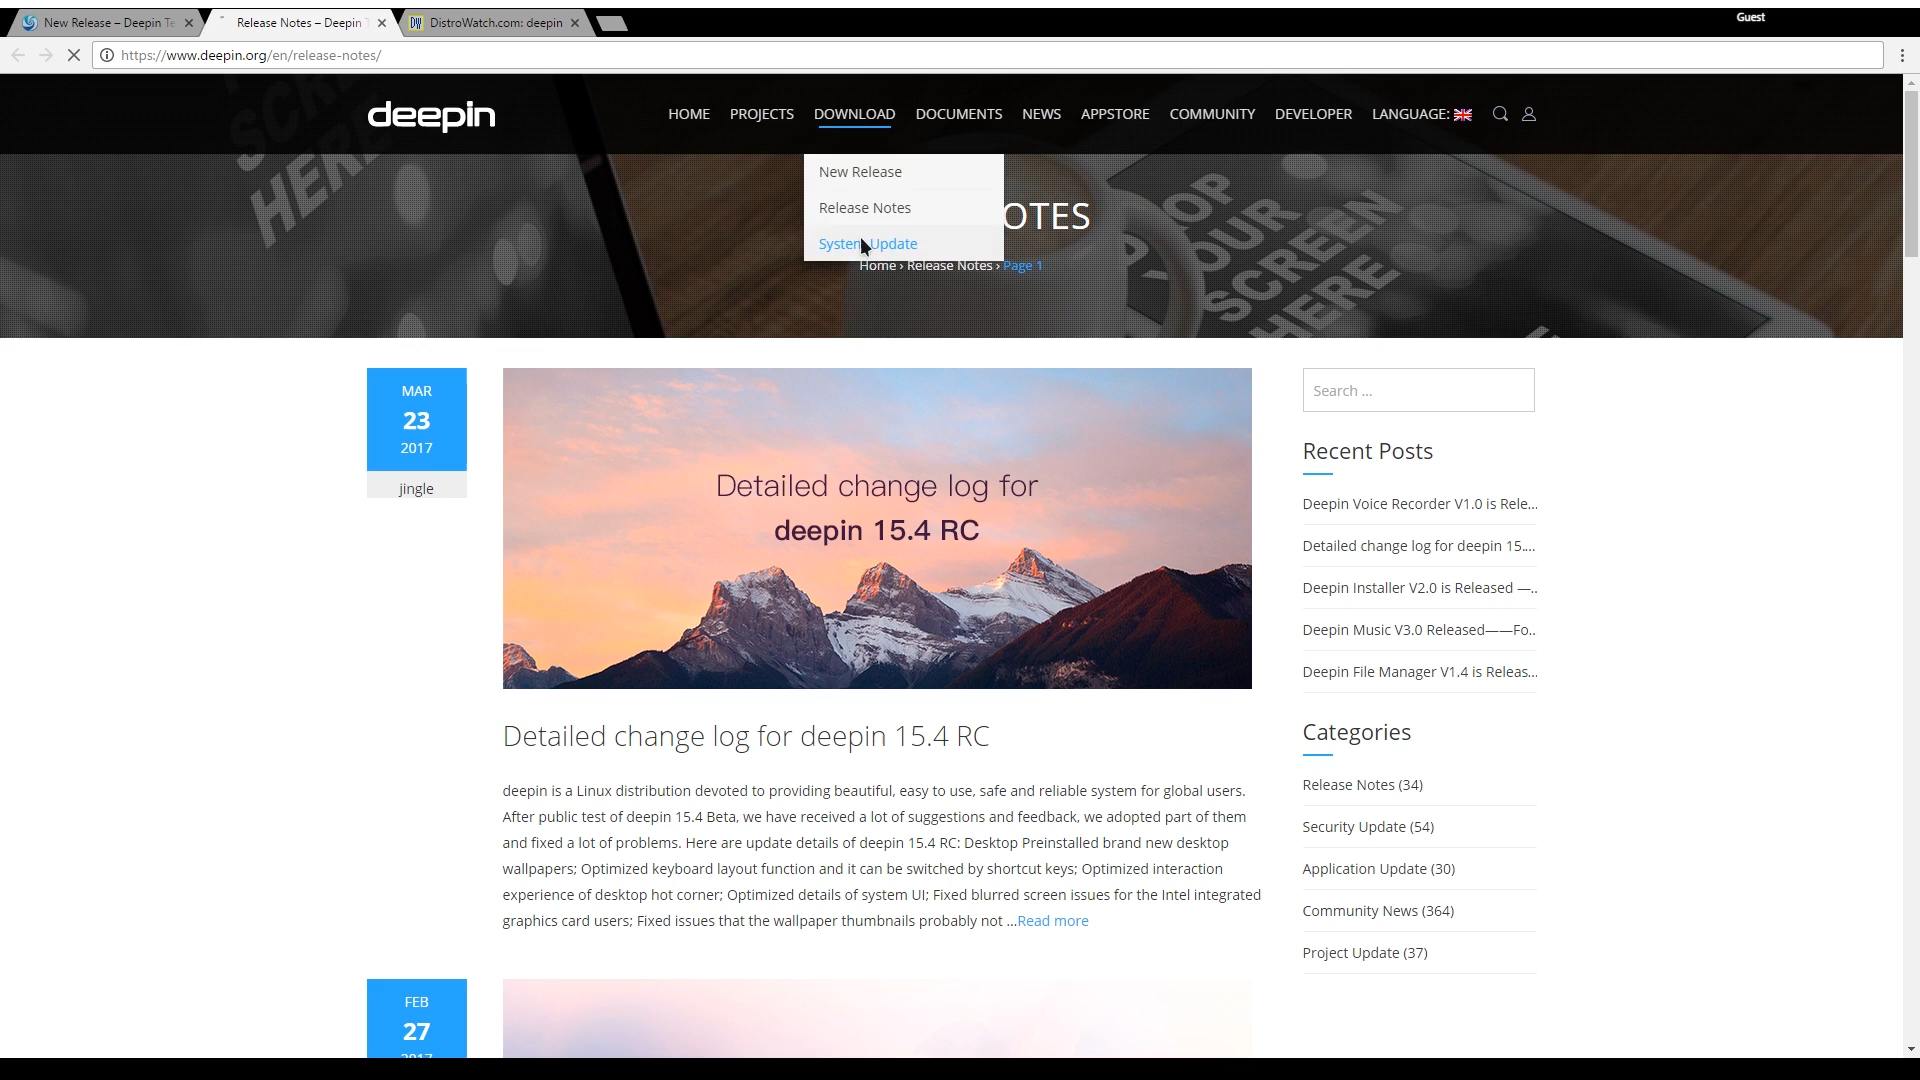 New Release – Deepin Te
Release Notes – Deepin T
DistroWatch.com: deepin
Guest
https://www.deepin.org/en/release-notes/
deepin
HOME PROJECTS DOWNLOAD DOCUMENTS NEWS APPSTORE COMMUNITY DEVELOPER LANGUAGE:
New Release
Release Notes
System Update
OTES
Home › Release Notes › Page 1
SCREEN
HERE
YOUR
SCREEN
HERE
MAR
23
2017
jingle
Detailed change log for
deepin 15.4 RC
Search ...
Recent Posts
Deepin Voice Recorder V1.0 is Rele...
Detailed change log for deepin 15....
Deepin Installer V2.0 is Released —..
Deepin Music V3.0 Released——Fo..
Deepin File Manager V1.4 is Releas...
Detailed change log for deepin 15.4 RC
deepin is a Linux distribution devoted to providing beautiful, easy to use, safe and reliable system for global users.
After public test of deepin 15.4 Beta, we have received a lot of suggestions and feedback, we adopted part of them
and fixed a lot of problems. Here are update details of deepin 15.4 RC: Desktop Preinstalled brand new desktop
wallpapers; Optimized keyboard layout function and it can be switched by shortcut keys; Optimized interaction
experience of desktop hot corner; Optimized details of system UI; Fixed blurred screen issues for the Intel integrated
graphics card users; Fixed issues that the wallpaper thumbnails probably not ...Read more
Categories
Release Notes (34)
Security Update (54)
Application Update (30)
Community News (364)
Project Update (37)
FEB
27
2017